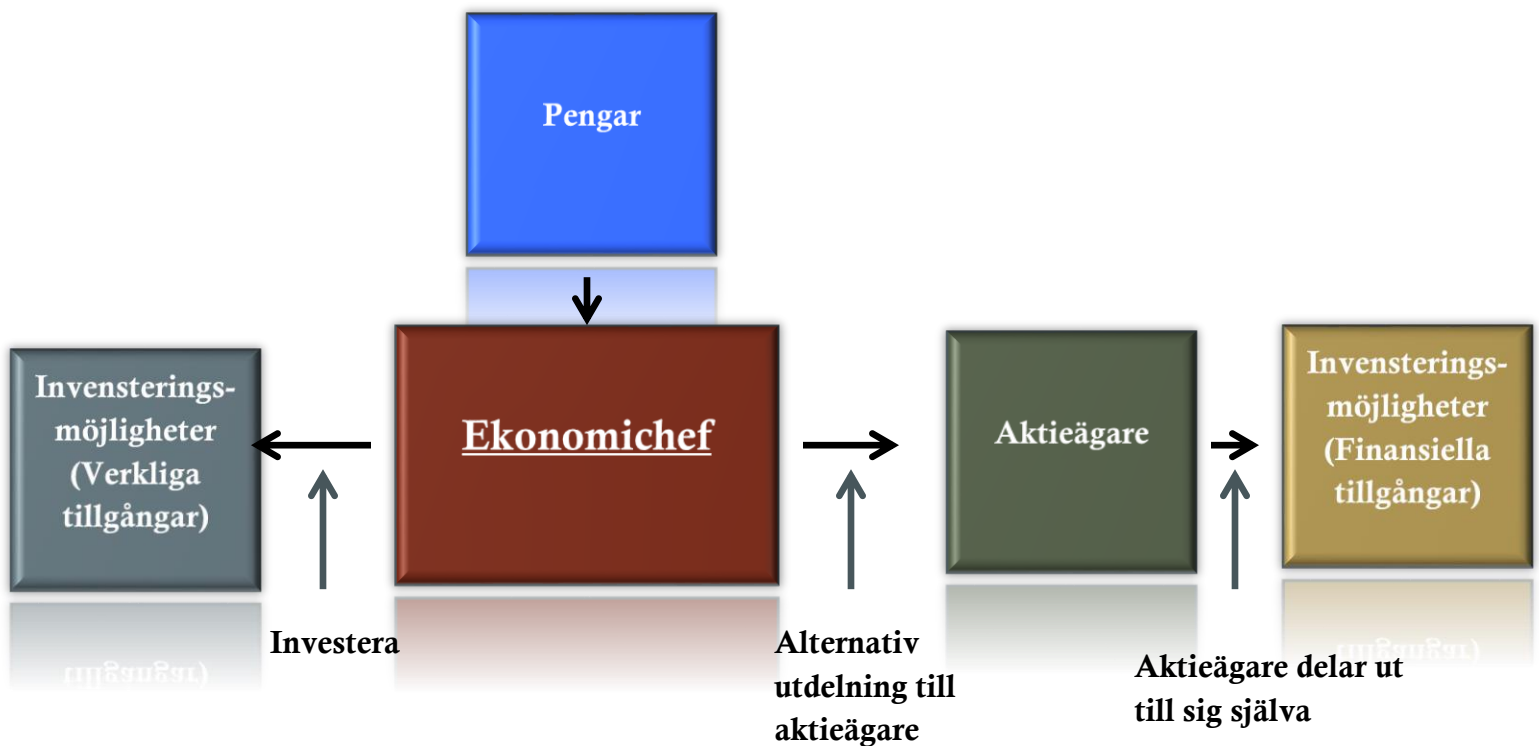 Pengar
Invensterings-
möjligheter
(Verkliga
tillgångar)
Ekonomichef
Aktieägare
Invensterings-
möjligheter
(Finansiella
tillgångar)
Investera
Alternativ
utdelning till
aktieägare
Aktieägare delar ut
till sig själva